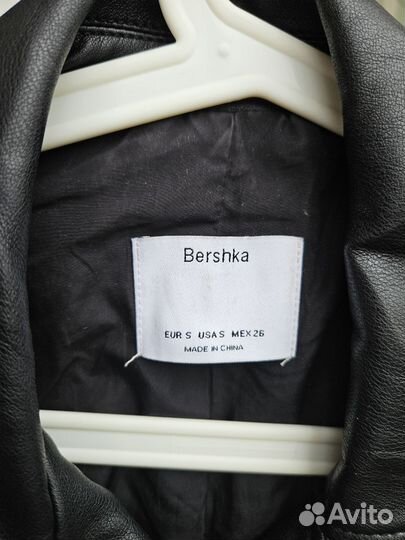 Bershka
EUR S USA S MEX 26
MADE IN CHINA
Avito